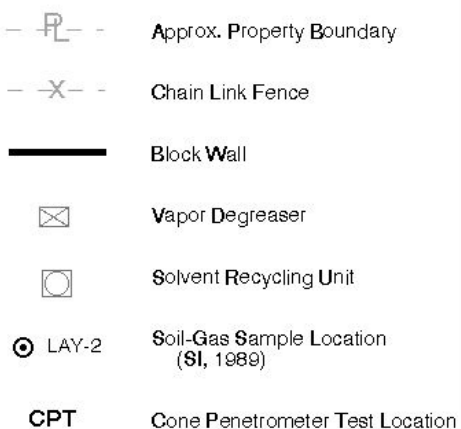 PL Approx. Property Boundary
X Chain Link Fence
Block Wall
Vapor Degreaser
Solvent Recycling Unit
LAY-2 Soil-Gas Sample Location
(SI, 1989)
CPT Cone Penetrometer Test Location